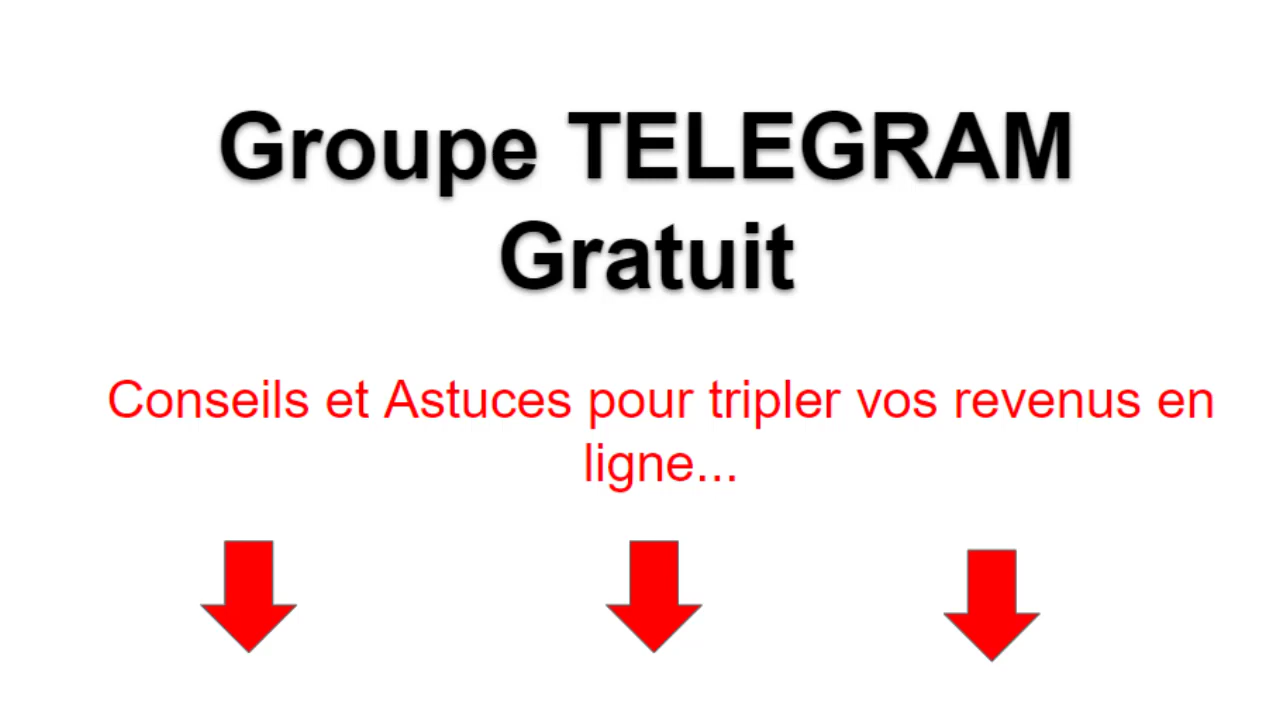 Groupe TELEGRAM
Gratuit
Conseils et Astuces pour tripler vos revenus en
ligne...